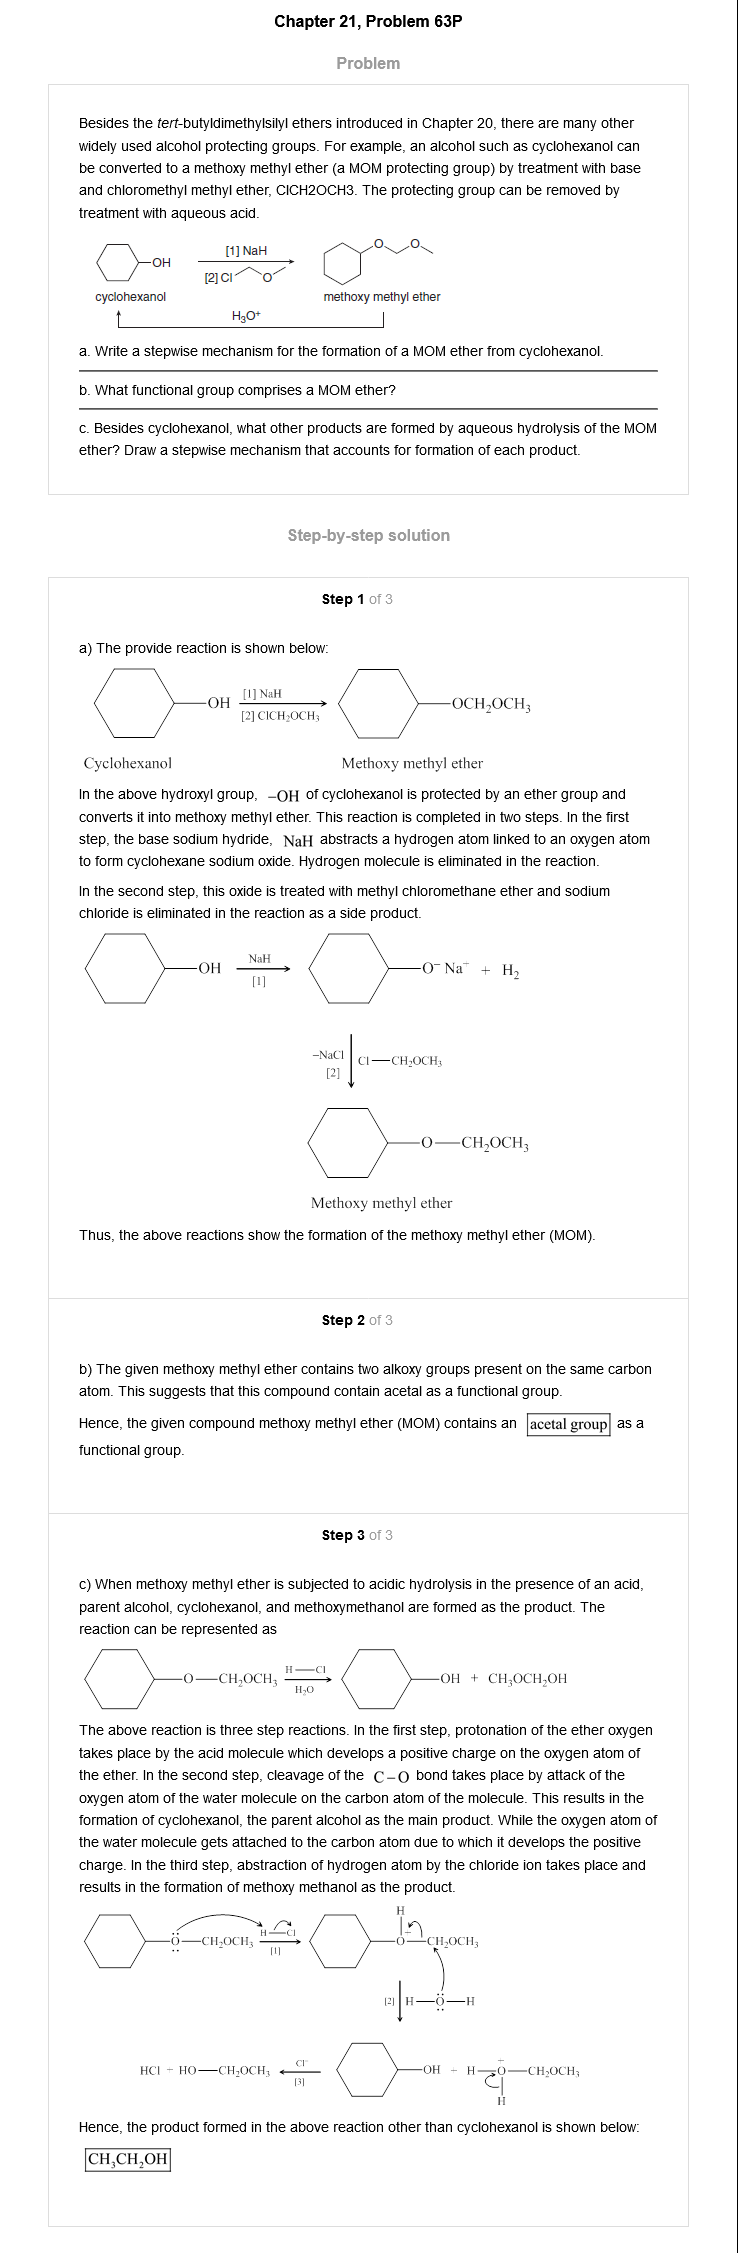 Chapter 21, Problem 63P
Problem
Besides the tert-butyldimethylsilyl ethers introduced in Chapter 20, there are many other
widely used alcohol protecting groups. For example, an alcohol such as cyclohexanol can
be converted to a methoxy methyl ether (a MOM protecting group) by treatment with base
and chloromethyl methyl ether, ClCH2OCH3. The protecting group can be removed by
treatment with aqueous acid.
OH
[1] NaH
[2] Cl O
O O
cyclohexanol
methoxy methyl ether
H₃O⁺
a. Write a stepwise mechanism for the formation of a MOM ether from cyclohexanol.
b. What functional group comprises a MOM ether?
c. Besides cyclohexanol, what other products are formed by aqueous hydrolysis of the MOM
ether? Draw a stepwise mechanism that accounts for formation of each product.
Step-by-step solution
Step 1 of 3
a) The provide reaction is shown below:
OH
[1] NaH
[2] ClCH₂OCH₃
OCH₂OCH₃
Cyclohexanol
Methoxy methyl ether
In the above hydroxyl group, –OH of cyclohexanol is protected by an ether group and
converts it into methoxy methyl ether. This reaction is completed in two steps. In the first
step, the base sodium hydride, NaH abstracts a hydrogen atom linked to an oxygen atom
to form cyclohexane sodium oxide. Hydrogen molecule is eliminated in the reaction.
In the second step, this oxide is treated with methyl chloromethane ether and sodium
chloride is eliminated in the reaction as a side product.
OH
NaH
[1]
O⁻ Na⁺ + H₂
–NaCl
[2]
Cl—CH₂OCH₃
O—CH₂OCH₃
Methoxy methyl ether
Thus, the above reactions show the formation of the methoxy methyl ether (MOM).
Step 2 of 3
b) The given methoxy methyl ether contains two alkoxy groups present on the same carbon
atom. This suggests that this compound contain acetal as a functional group.
Hence, the given compound methoxy methyl ether (MOM) contains an acetal group as a
functional group.
Step 3 of 3
c) When methoxy methyl ether is subjected to acidic hydrolysis in the presence of an acid,
parent alcohol, cyclohexanol, and methoxymethanol are formed as the product. The
reaction can be represented as
O—CH₂OCH₃
H—Cl
H₂O
OH + CH₃OCH₂OH
The above reaction is three step reactions. In the first step, protonation of the ether oxygen
takes place by the acid molecule which develops a positive charge on the oxygen atom of
the ether. In the second step, cleavage of the C–O bond takes place by attack of the
oxygen atom of the water molecule on the carbon atom of the molecule. This results in the
formation of cyclohexanol, the parent alcohol as the main product. While the oxygen atom of
the water molecule gets attached to the carbon atom due to which it develops the positive
charge. In the third step, abstraction of hydrogen atom by the chloride ion takes place and
results in the formation of methoxy methanol as the product.
H
O—CH₂OCH₃
H—Cl
[1]
+
O—CH₂OCH₃
[2]
H—O—H
HCl + HO—CH₂OCH₃
Cl⁻
[3]
OH + H—O—CH₂OCH₃
+
H
Hence, the product formed in the above reaction other than cyclohexanol is shown below:
CH₃CH₂OH